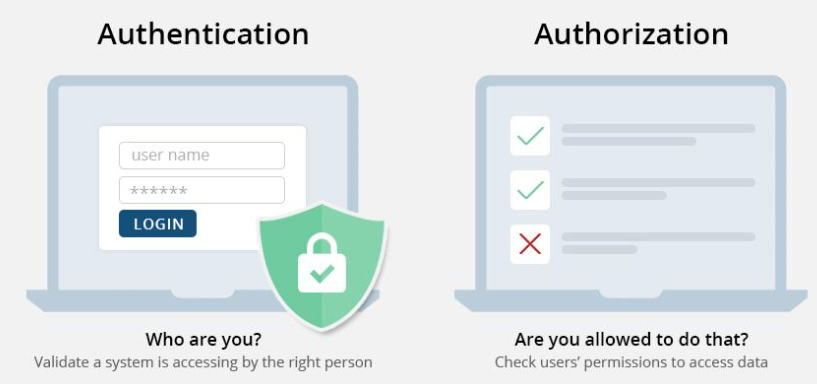 Authentication
user name
******
LOGIN
Who are you?
Validate a system is accessing by the right person
Authorization
Are you allowed to do that?
Check users' permissions to access data